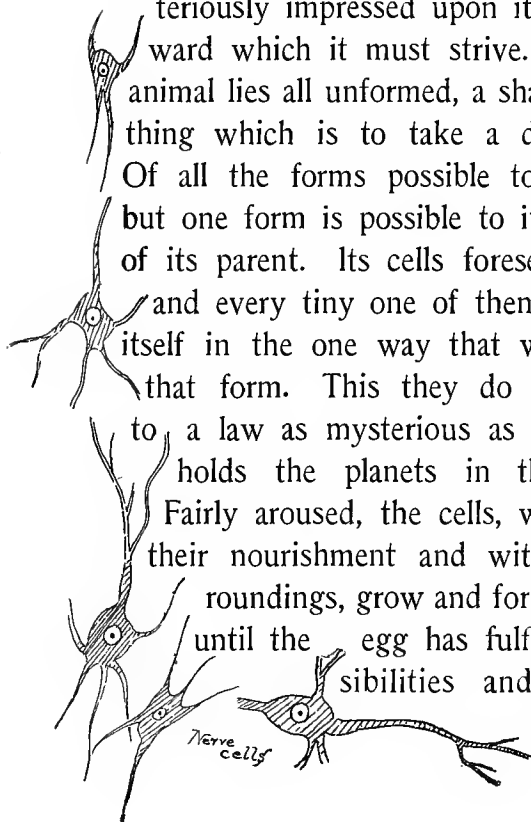 teriously impressed upon it
ward which it must strive.
animal lies all unformed, a sha
thing which is to take a d
Of all the forms possible to
but one form is possible to i
of its parent. Its cells forese
and every tiny one of them
itself in the one way that w
that form. This they do
to a law as mysterious as
holds the planets in th
Fairly aroused, the cells, w
their nourishment and wit
roundings, grow and for
until the egg has fulf
sibilities and
Nerve
cells